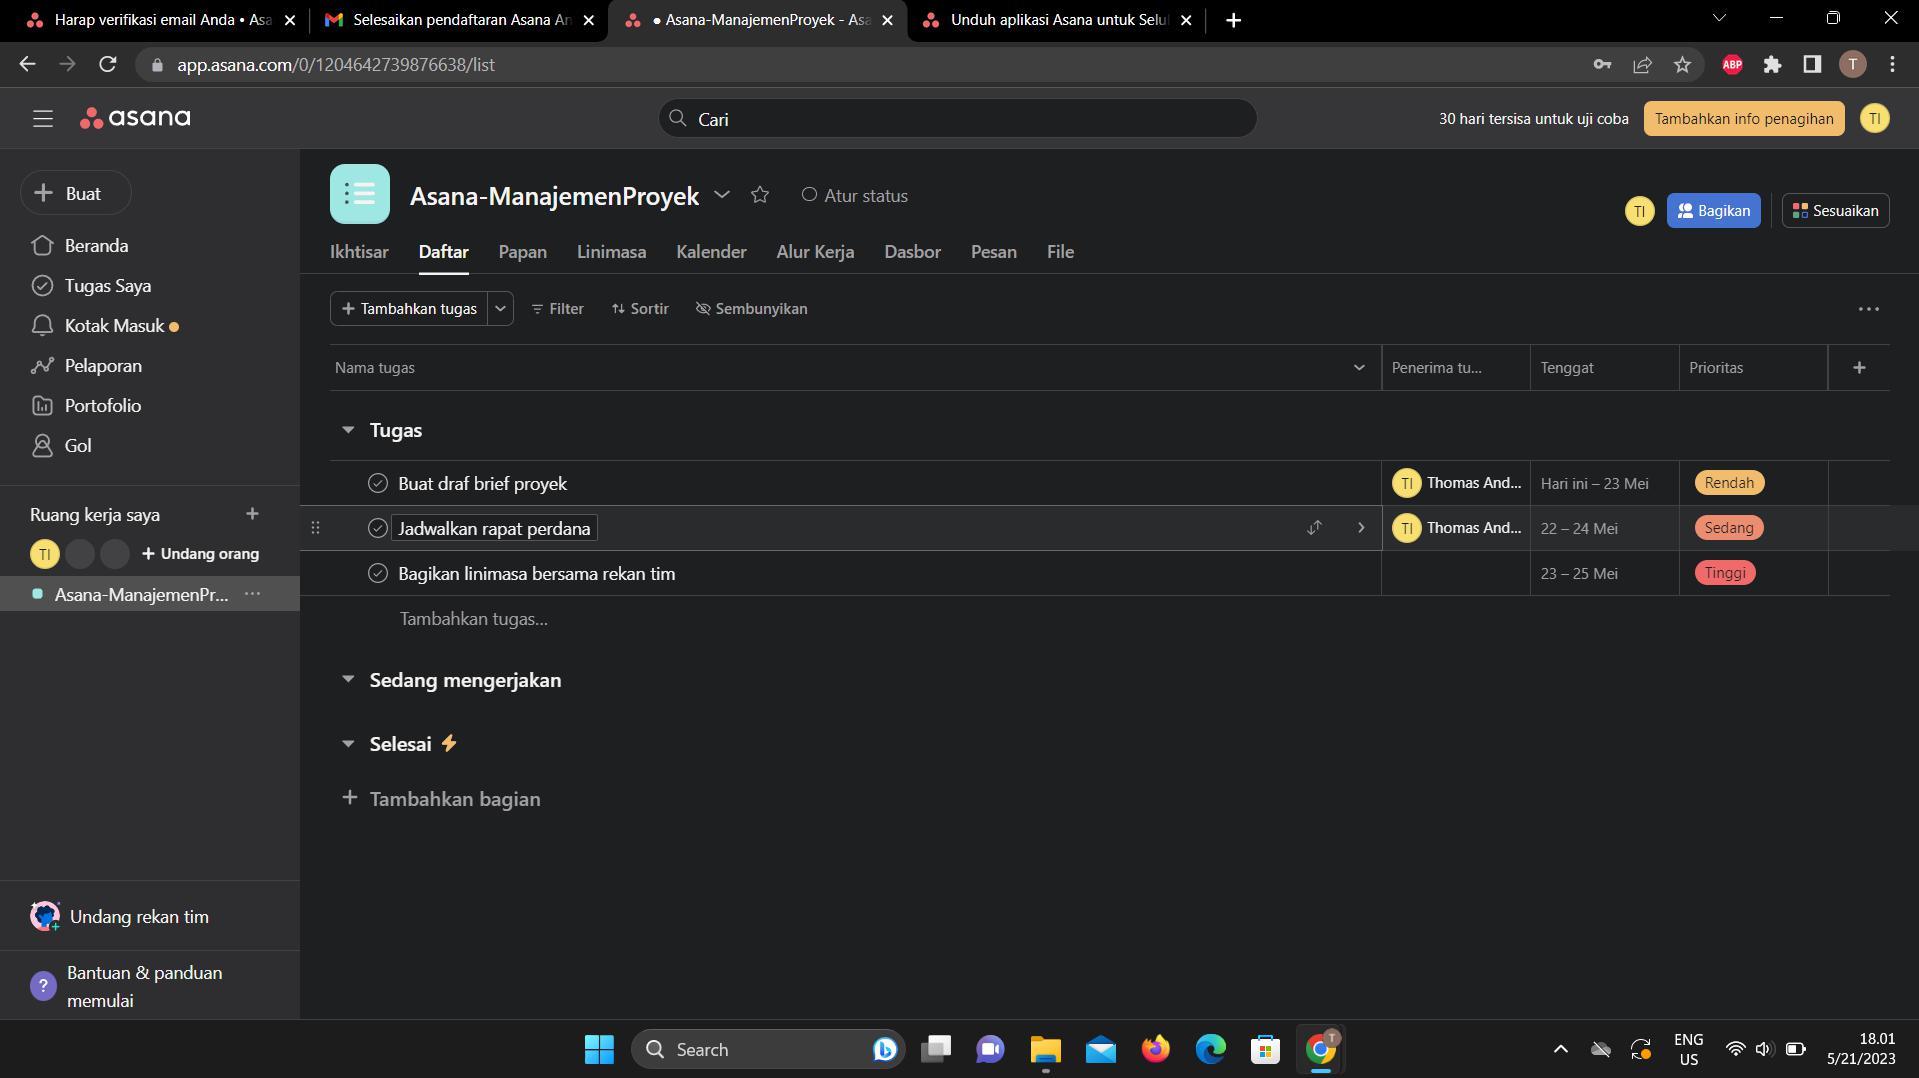 Harap verifikasi email Anda • Asa
Selesaikan pendaftaran Asana An
• Asana-ManajemenProyek - Asa
Unduh aplikasi Asana untuk Selu
app.asana.com/0/1204642739876638/list
ABP
T
asana
Cari
30 hari tersisa untuk uji coba
Tambahkan info penagihan
TI
Buat
Beranda
Tugas Saya
Kotak Masuk
Pelaporan
Portofolio
Gol
Ruang kerja saya
TI
+ Undang orang
Asana-ManajemenPr...
Undang rekan tim
Bantuan & panduan
memulai
Asana-ManajemenProyek
Atur status
TI
Bagikan
Sesuaikan
Ikhtisar Daftar Papan Linimasa Kalender Alur Kerja Dasbor Pesan File
+ Tambahkan tugas
Filter
Sortir
Sembunyikan
Nama tugas Penerima tu... Tenggat Prioritas
Tugas
Buat draf brief proyek TI Thomas And... Hari ini – 23 Mei Rendah
Jadwalkan rapat perdana TI Thomas And... 22 – 24 Mei Sedang
Bagikan linimasa bersama rekan tim 23 – 25 Mei Tinggi
Tambahkan tugas...
Sedang mengerjakan
Selesai
+ Tambahkan bagian
Search
T
ENG
US
18.01
5/21/2023